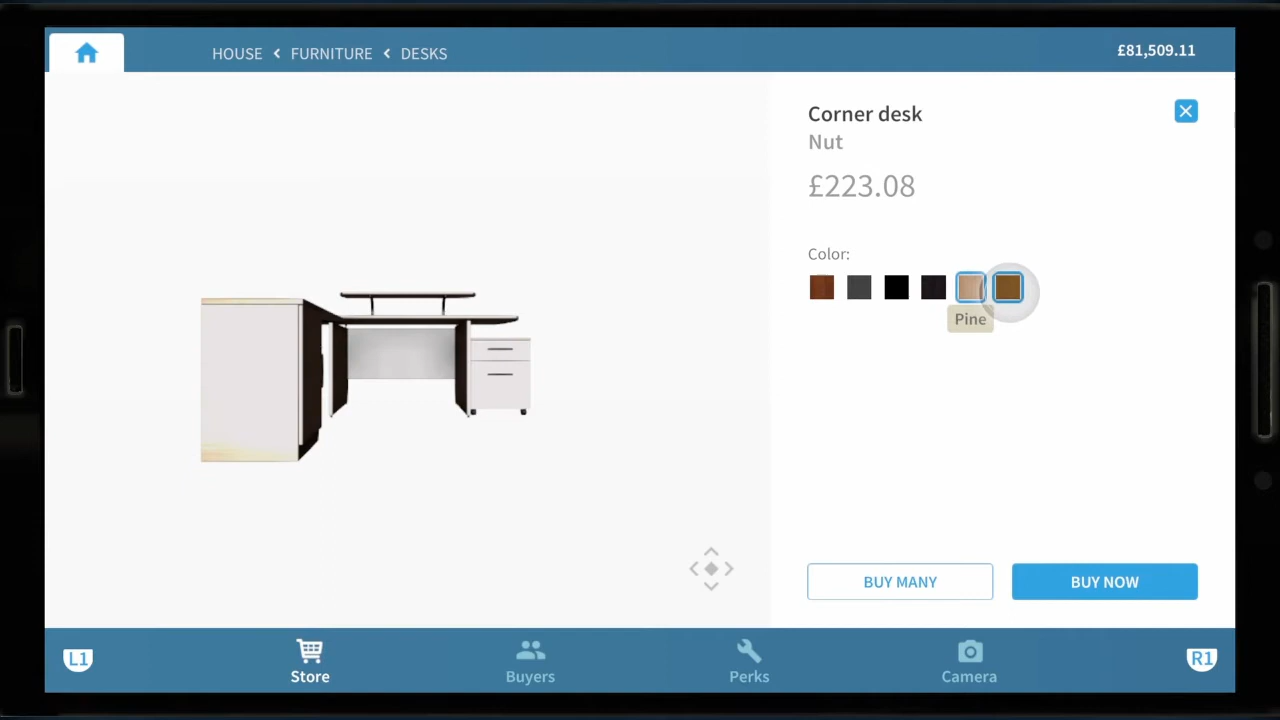 HOUSE < FURNITURE < DESKS
£81,509.11
Corner desk
Nut
£223.08
Color:
Pine
BUY MANY
BUY NOW
L1
Store
Buyers
Perks
Camera
R1